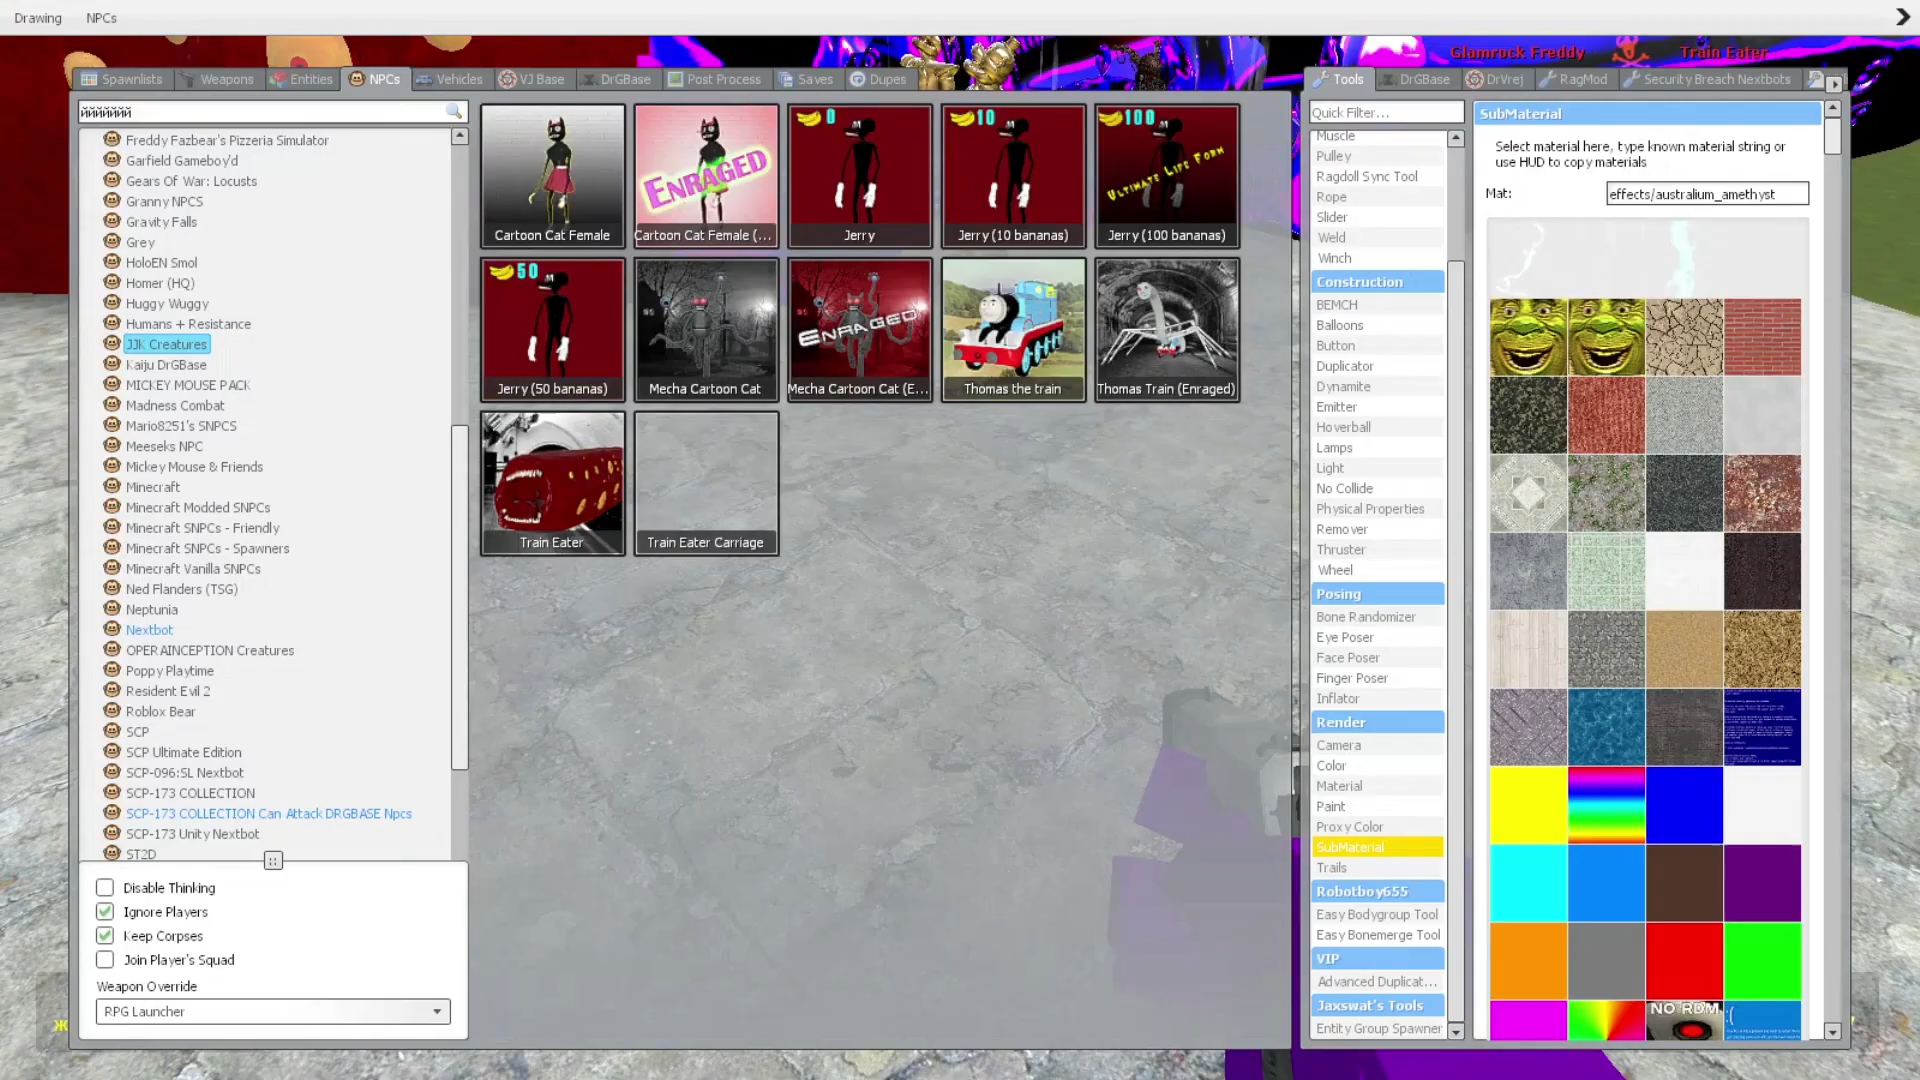 Drawing NPCs
Glamrock Freddy Train Eater
Spawnlists Weapons Entities NPCs Vehicles VJ Base DrGBase Post Process Saves Dupes
Tools DrGBase DrVrej RagMod Security Breach Nextbots
ййййййй
Freddy Fazbear's Pizzeria Simulator
Garfield Gameboy'd
Gears Of War: Locusts
Granny NPCS
Gravity Falls
Grey
HoloEN Smol
Homer (HQ)
Huggy Wuggy
Humans + Resistance
JJK Creatures
Kaiju DrGBase
MICKEY MOUSE PACK
Madness Combat
Mario8251's SNPCS
Meeseks NPC
Mickey Mouse & Friends
Minecraft
Minecraft Modded SNPCs
Minecraft SNPCs - Friendly
Minecraft SNPCs - Spawners
Minecraft Vanilla SNPCs
Ned Flanders (TSG)
Neptunia
Nextbot
OPERAINCEPTION Creatures
Poppy Playtime
Resident Evil 2
Roblox Bear
SCP
SCP Ultimate Edition
SCP-096:SL Nextbot
SCP-173 COLLECTION
SCP-173 COLLECTION Can Attack DRGBASE Npcs
SCP-173 Unity Nextbot
ST2D
Disable Thinking
Ignore Players
Keep Corpses
Join Player's Squad
Weapon Override
RPG Launcher
Ж
ENRAGED
0
10
100
ULTIMATE LIFE FORM
Cartoon Cat Female
Cartoon Cat Female (...
Jerry
Jerry (10 bananas)
Jerry (100 bananas)
50
ENRAGED
Jerry (50 bananas)
Mecha Cartoon Cat
Mecha Cartoon Cat (E...
Thomas the train
Thomas Train (Enraged)
Train Eater
Train Eater Carriage
Quick Filter...
Muscle
Pulley
Ragdoll Sync Tool
Rope
Slider
Weld
Winch
Construction
BEMCH
Balloons
Button
Duplicator
Dynamite
Emitter
Hoverball
Lamps
Light
No Collide
Physical Properties
Remover
Thruster
Wheel
Posing
Bone Randomizer
Eye Poser
Face Poser
Finger Poser
Inflator
Render
Camera
Color
Material
Paint
Proxy Color
SubMaterial
Trails
Robotboy655
Easy Bodygroup Tool
Easy Bonemerge Tool
VIP
Advanced Duplicat...
Jaxswat's Tools
Entity Group Spawner
SubMaterial
Select material here, type known material string or
use HUD to copy materials
Mat: effects/australium_amethyst
NO RDM
:(